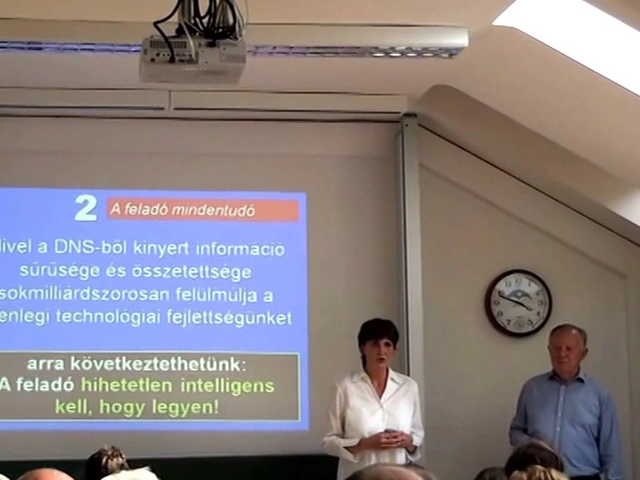 2 A feladó mindentudó
ivel a DNS-ből kinyert információ
sűrűsége és összetettsége
sokmilliárdszorosan felülmúlja a
enlegi technológiai fejlettségünket
arra következtethetünk:
A feladó hihetetlen intelligens
kell, hogy legyen!